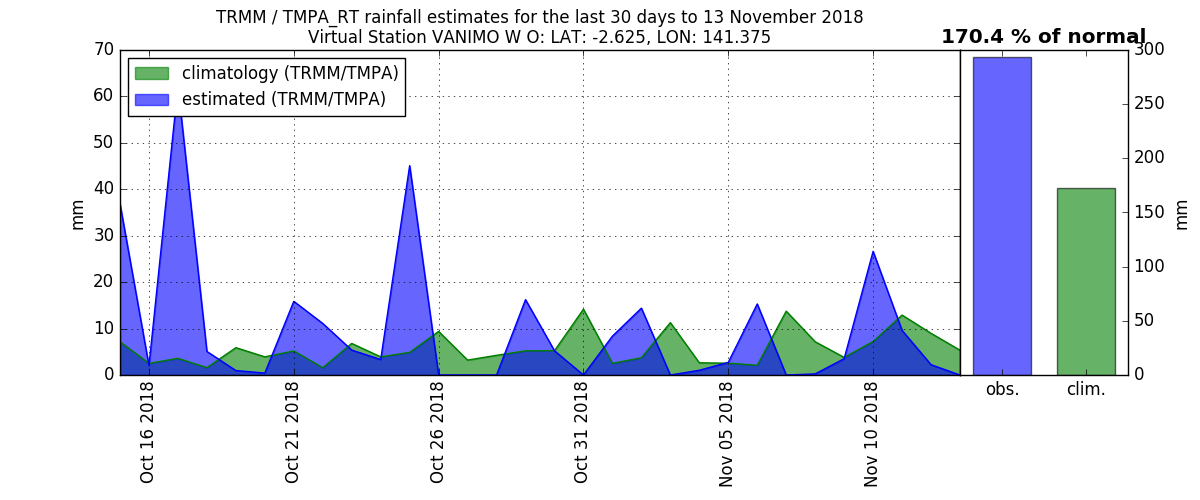 TRMM / TMPA_RT rainfall estimates for the last 30 days to 13 November 2018
Virtual Station VANIMO W O: LAT: -2.625, LON: 141.375
170.4 % of normal
climatology (TRMM/TMPA)
estimated (TRMM/TMPA)
70
60
50
40
30
20
10
0
mm
Oct 16 2018
Oct 21 2018
Oct 26 2018
Oct 31 2018
Nov 05 2018
Nov 10 2018
300
250
200
150
100
50
0
mm
obs.
clim.